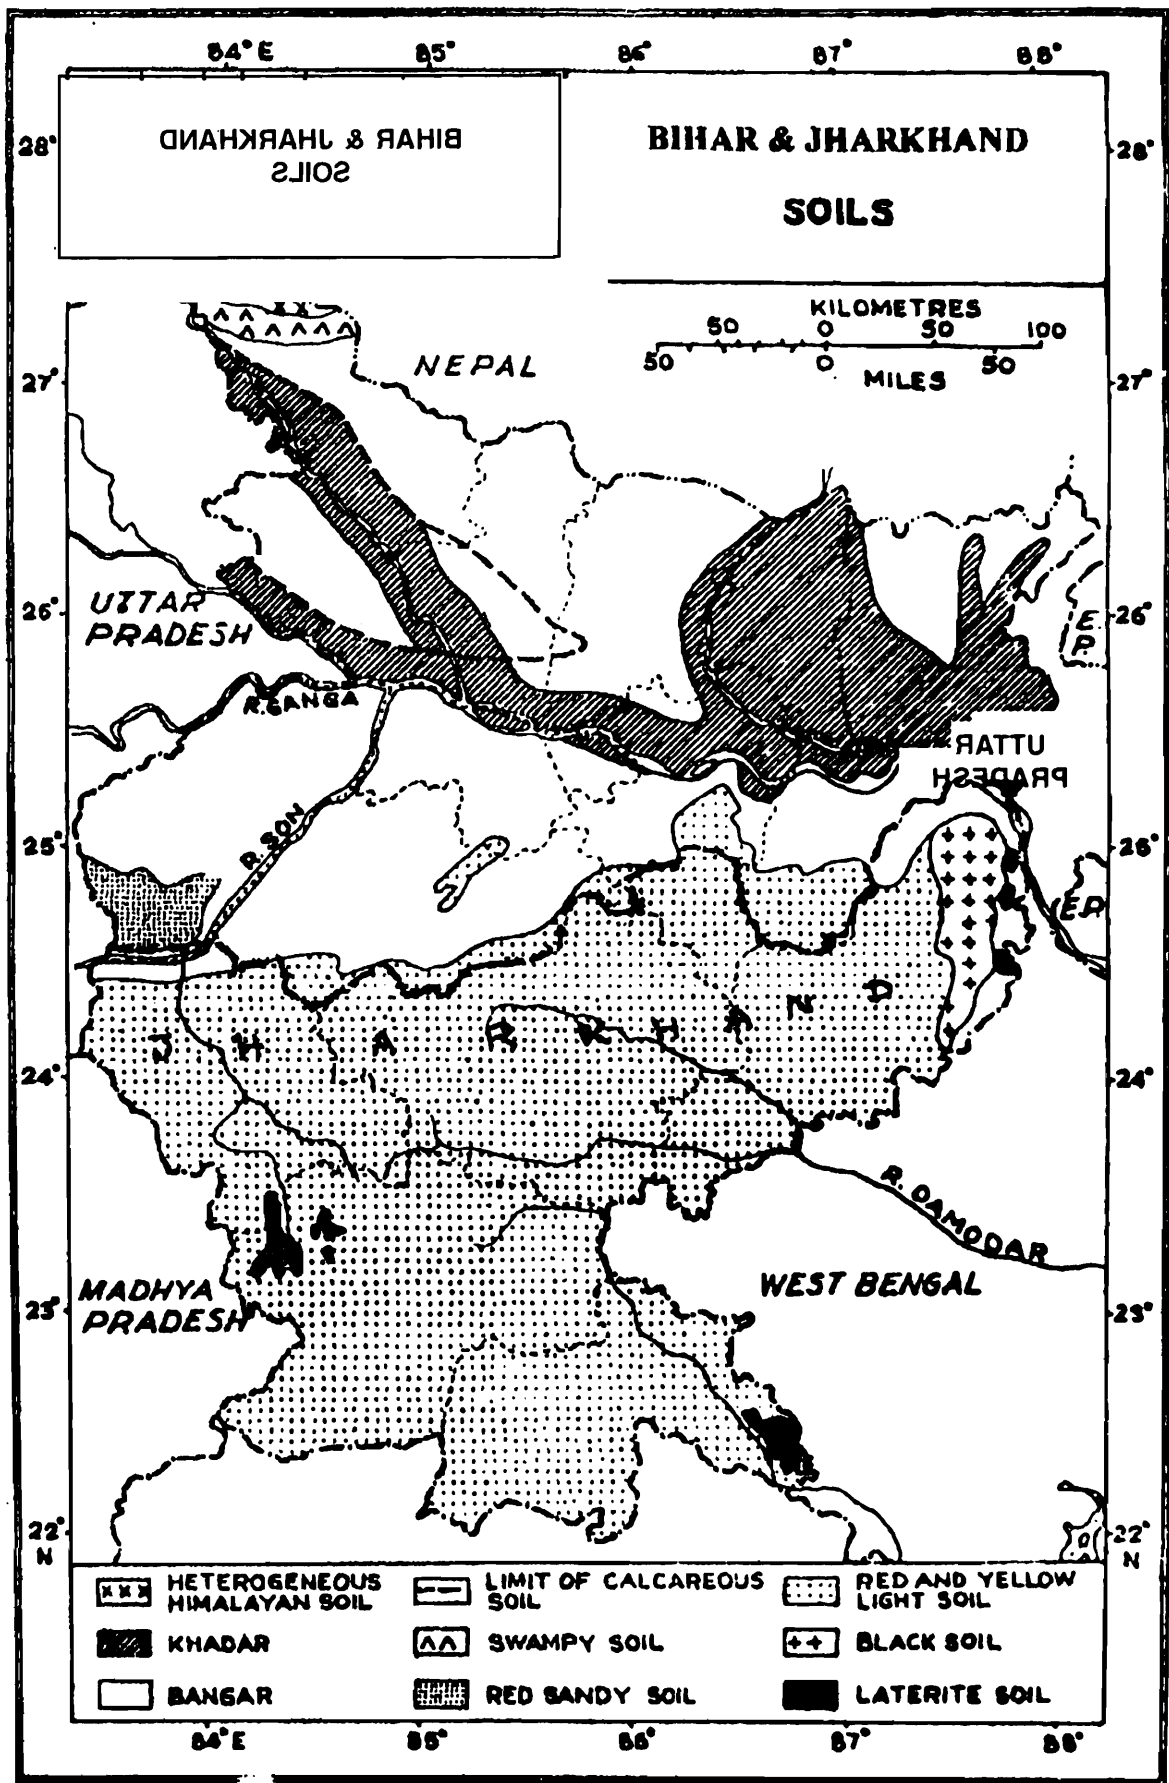 84° E 85° 86° 87° 88°
BIHAR & JHARKHAND
SOILS
BIHAR & JHARKHAND
SOILS
28° 28°
KILOMETRES
50 0 50 100
50 0 50
MILES
NEPAL
27° 27°
UTTAR
PRADESH
26° 26°
E.
P.
R. GANGA
UTTAR
PRADESH
R. SON
25° 25°
E.P.
JHARKHAND
24° 24°
R. DAMODAR
MADHYA
PRADESH
WEST BENGAL
23° 23°
22° 22°
N N
HETEROGENEOUS
HIMALAYAN SOIL
LIMIT OF CALCAREOUS
SOIL
RED AND YELLOW
LIGHT SOIL
KHADAR
SWAMPY SOIL
BLACK SOIL
BANGAR
RED SANDY SOIL
LATERITE SOIL
84° E 85° 86° 87° 88°